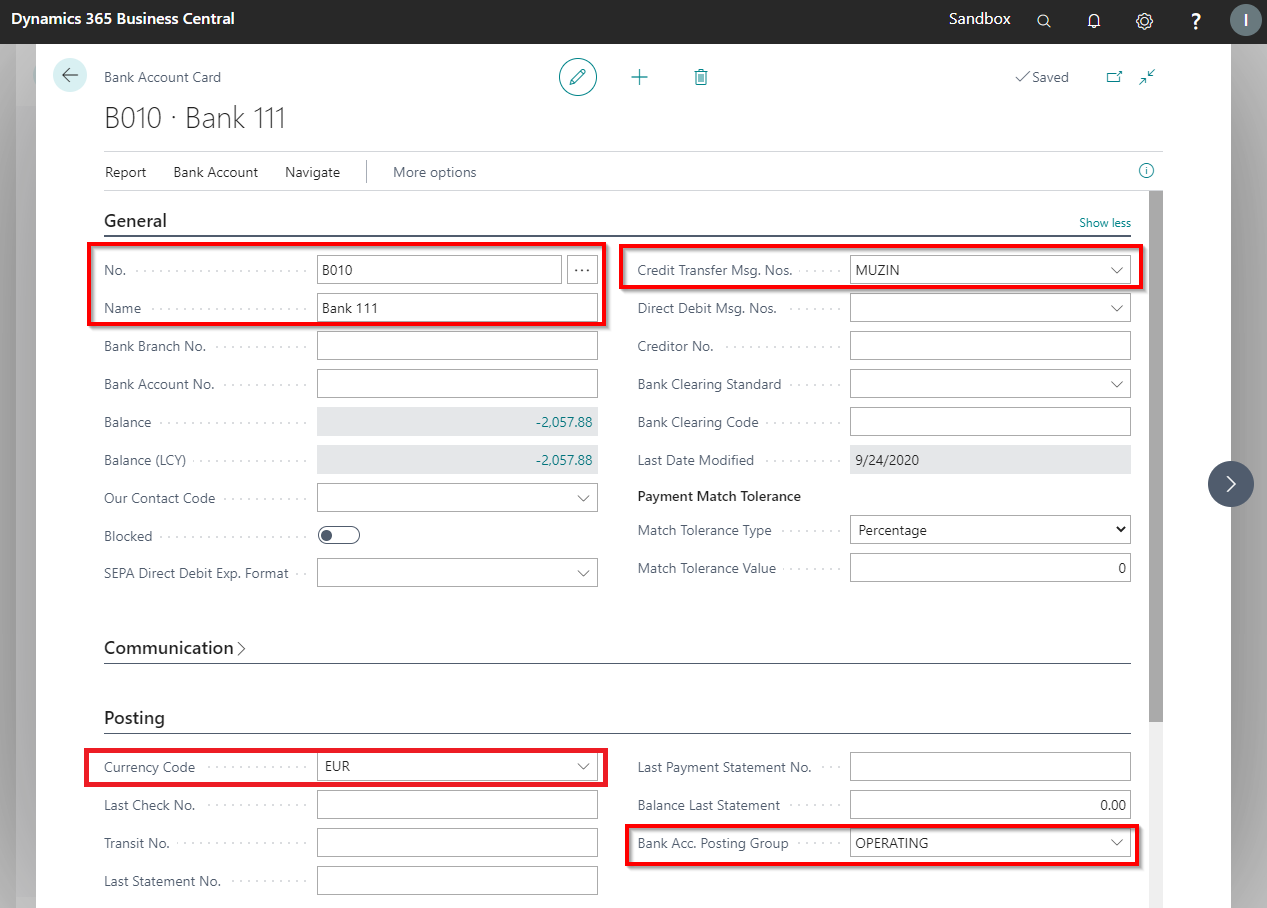 Dynamics 365 Business Central
Sandbox
?
I
Bank Account Card
Saved
B010 · Bank 111
Report Bank Account Navigate More options
General
Show less
No. B010 ...
Name Bank 111
Bank Branch No.
Bank Account No.
Balance -2,057.88
Balance (LCY) -2,057.88
Our Contact Code
Blocked
SEPA Direct Debit Exp. Format
Credit Transfer Msg. Nos. MUZIN
Direct Debit Msg. Nos.
Creditor No.
Bank Clearing Standard
Bank Clearing Code
Last Date Modified 9/24/2020
Payment Match Tolerance
Match Tolerance Type Percentage
Match Tolerance Value 0
Communication
Posting
Currency Code EUR
Last Check No.
Transit No.
Last Statement No.
Last Payment Statement No.
Balance Last Statement 0.00
Bank Acc. Posting Group OPERATING